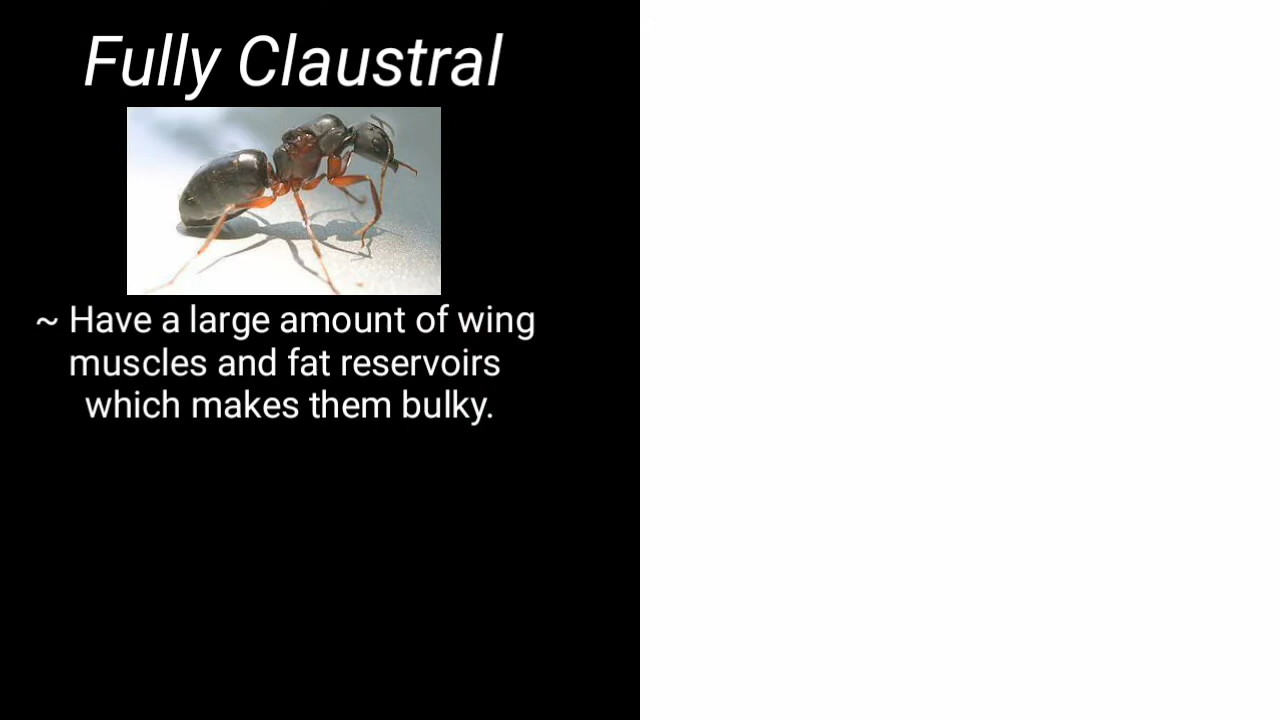 Fully Claustral
~ Have a large amount of wing
muscles and fat reservoirs
which makes them bulky.